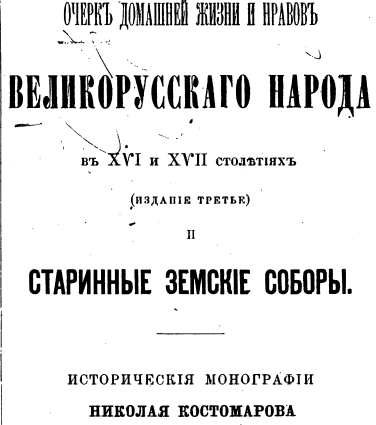 ОЧЕРКЪ ДОМАШНЕЙ ЖИЗНИ И НРАВОВЪ
ВЕЛИКОРУССКАГО НАРОДА
въ XVI и XVII столѣтіяхъ
(ИЗДАНІЕ ТРЕТЬЕ)
И
СТАРИННЫЕ ЗЕМСКІЕ СОБОРЫ.
ИСТОРИЧЕСКІЯ МОНОГРАФІИ
НИКОЛАЯ КОСТОМАРОВА